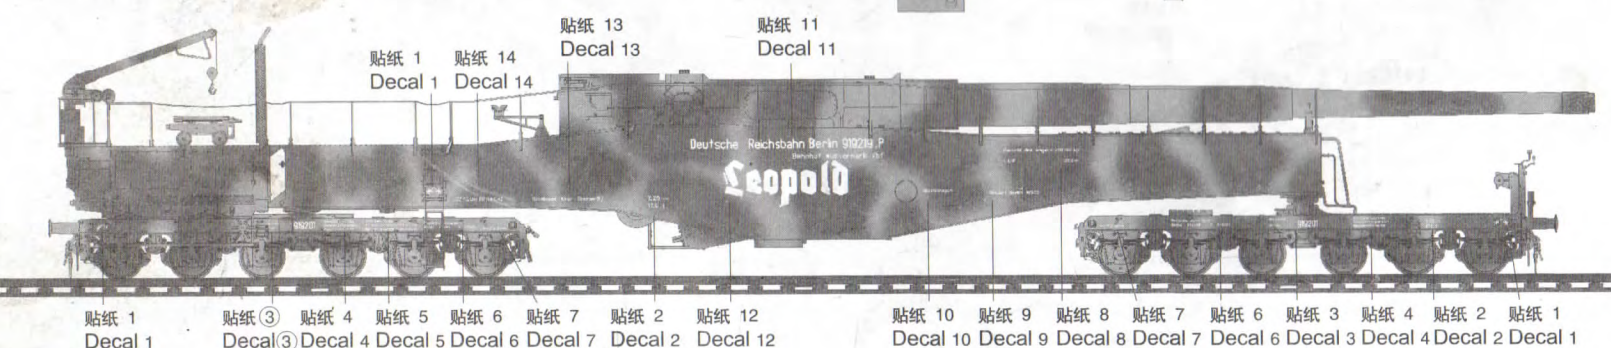 贴纸 13
Decal 13
贴纸 11
Decal 11
贴纸 1
Decal 1
贴纸 14
Decal 14
Deutsche Reichsbahn Berlin 919219 P
Leopold
贴纸 1
Decal 1
贴纸③
Decal③
贴纸 4
Decal 4
贴纸 5
Decal 5
贴纸 6
Decal 6
贴纸 7
Decal 7
贴纸 2
Decal 2
贴纸 12
Decal 12
贴纸 10
Decal 10
贴纸 9
Decal 9
贴纸 8
Decal 8
贴纸 7
Decal 7
贴纸 6
Decal 6
贴纸 3
Decal 3
贴纸 4
Decal 4
贴纸 2
Decal 2
贴纸 1
Decal 1